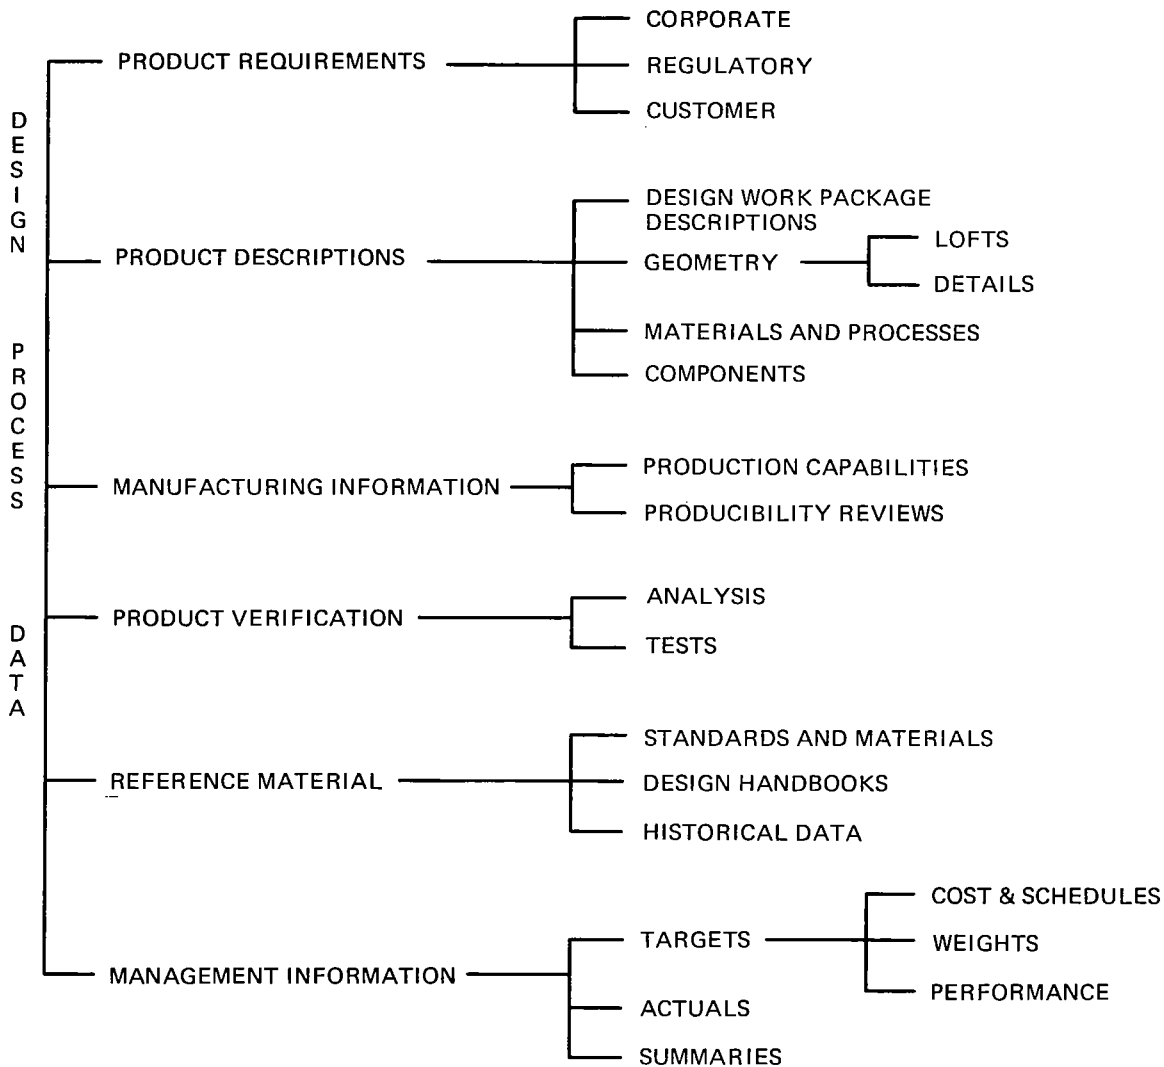 DESIGN PROCESS DATA
PRODUCT REQUIREMENTS
CORPORATE
REGULATORY
CUSTOMER
PRODUCT DESCRIPTIONS
DESIGN WORK PACKAGE
DESCRIPTIONS
GEOMETRY
LOFTS
DETAILS
MATERIALS AND PROCESSES
COMPONENTS
MANUFACTURING INFORMATION
PRODUCTION CAPABILITIES
PRODUCIBILITY REVIEWS
PRODUCT VERIFICATION
ANALYSIS
TESTS
REFERENCE MATERIAL
STANDARDS AND MATERIALS
DESIGN HANDBOOKS
HISTORICAL DATA
MANAGEMENT INFORMATION
TARGETS
COST & SCHEDULES
WEIGHTS
PERFORMANCE
ACTUALS
SUMMARIES